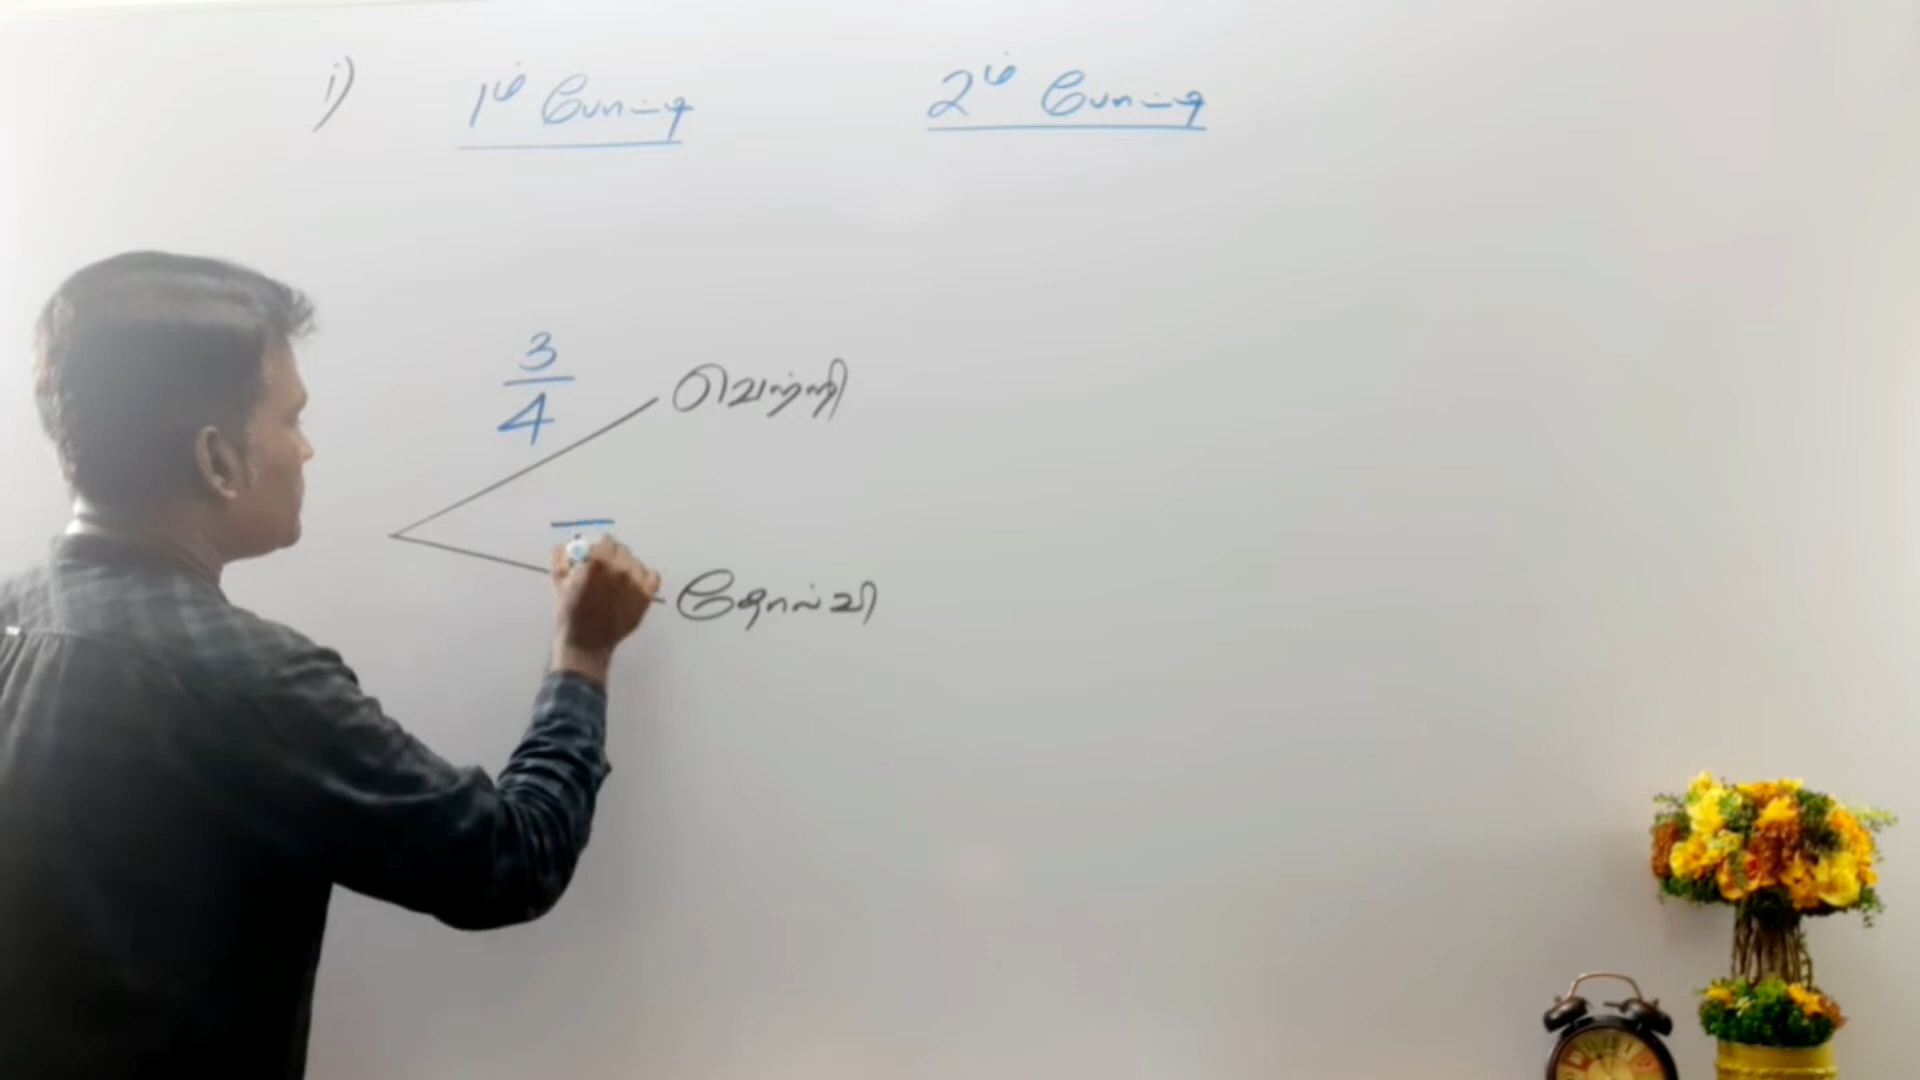 i) 1ம் போட்டி 2ம் போட்டி
3
4
வெற்றி
தோல்வி